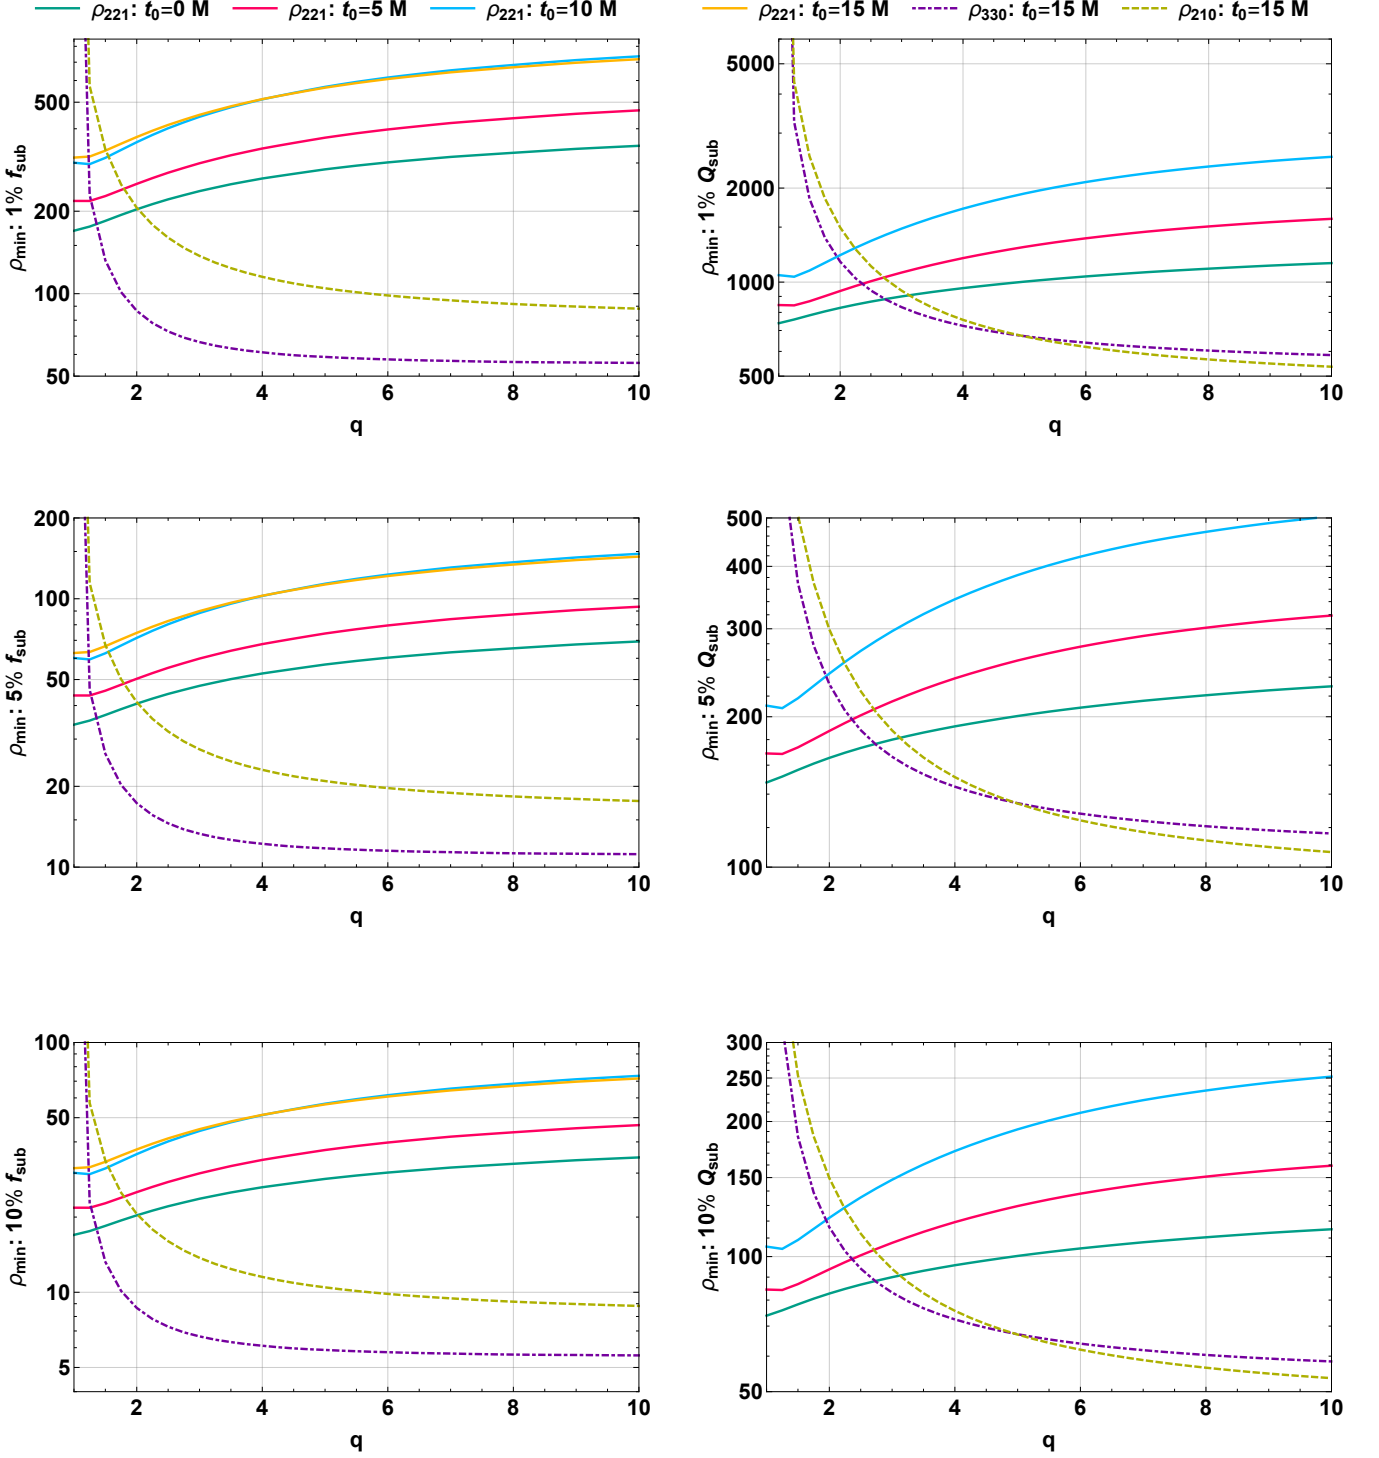 ρ221: t0=0 M ρ221: t0=5 M ρ221: t0=10 M ρ221: t0=15 M ρ330: t0=15 M ρ210: t0=15 M
ρmin: 1% fsub
500
200
100
50
2 4 6 8 10
q
ρmin: 1% Qsub
5000
2000
1000
500
2 4 6 8 10
q
ρmin: 5% fsub
200
100
50
20
10
2 4 6 8 10
q
ρmin: 5% Qsub
500
400
300
200
100
2 4 6 8 10
q
ρmin: 10% fsub
100
50
10
5
2 4 6 8 10
q
ρmin: 10% Qsub
300
250
200
150
100
50
2 4 6 8 10
q